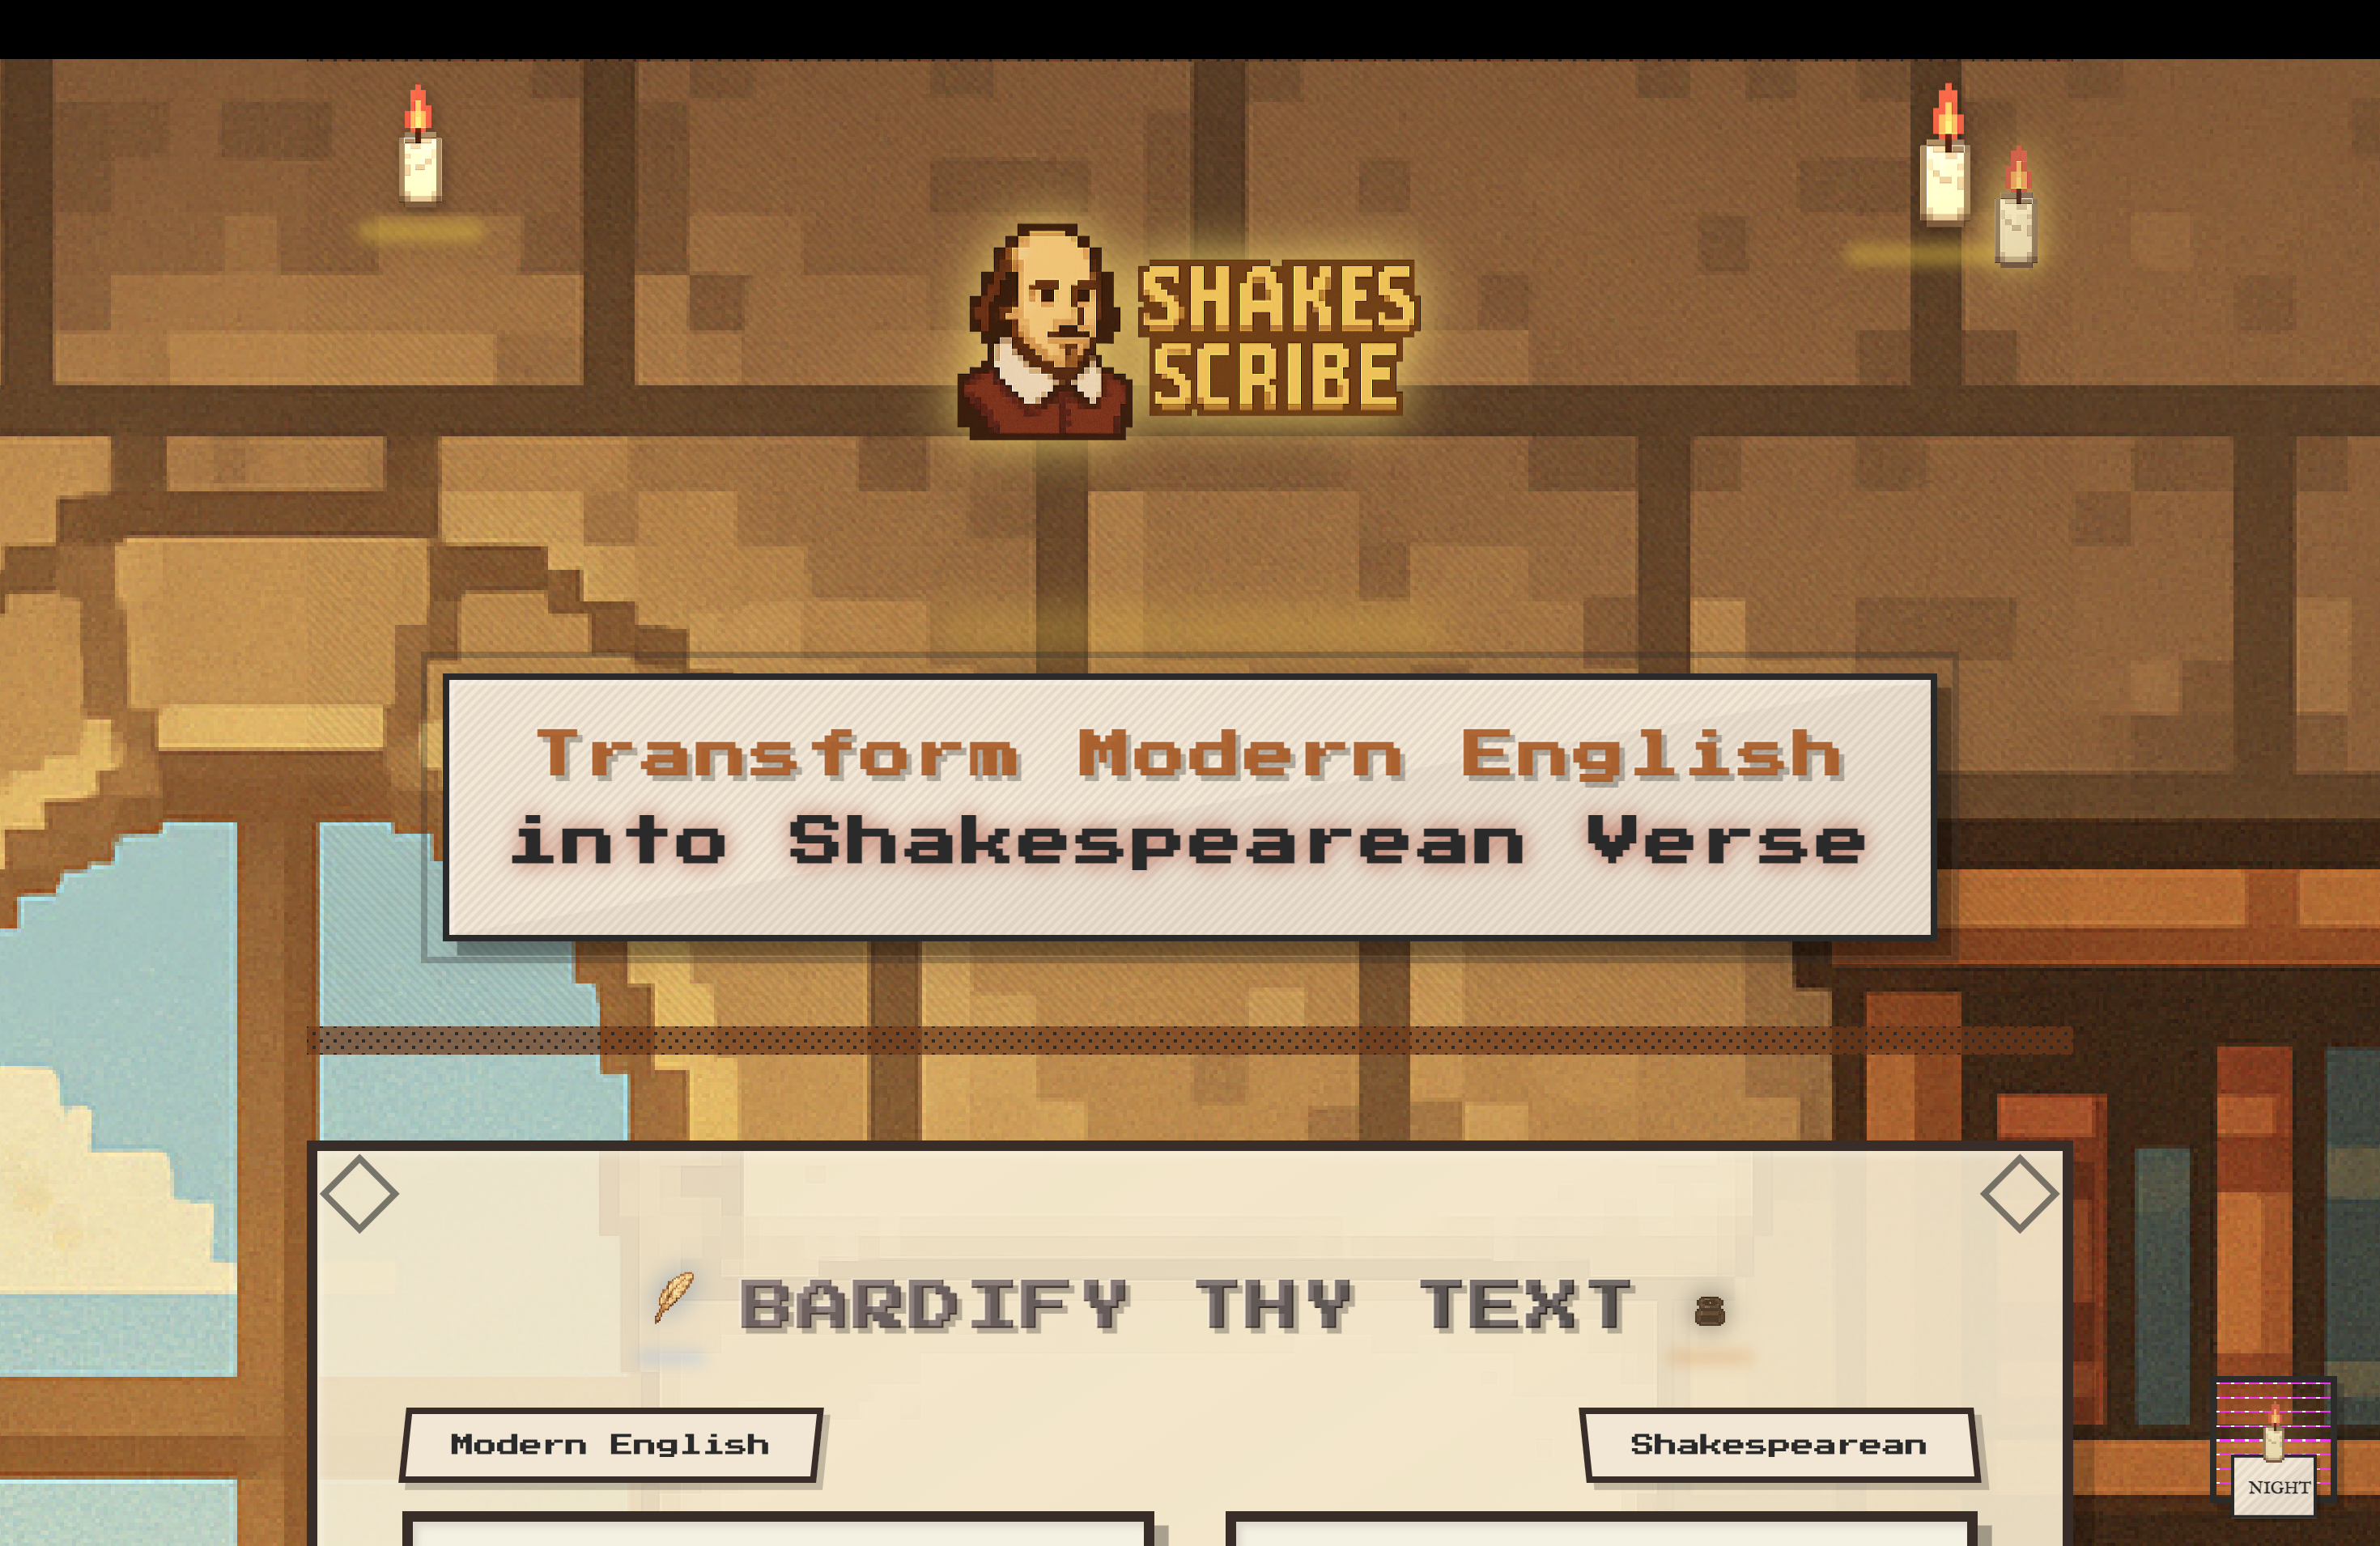 SHAKES
SCRIBE
Transform Modern English
into Shakespearean Verse
BARDIFY THY TEXT
Modern English
Shakespearean
NIGHT